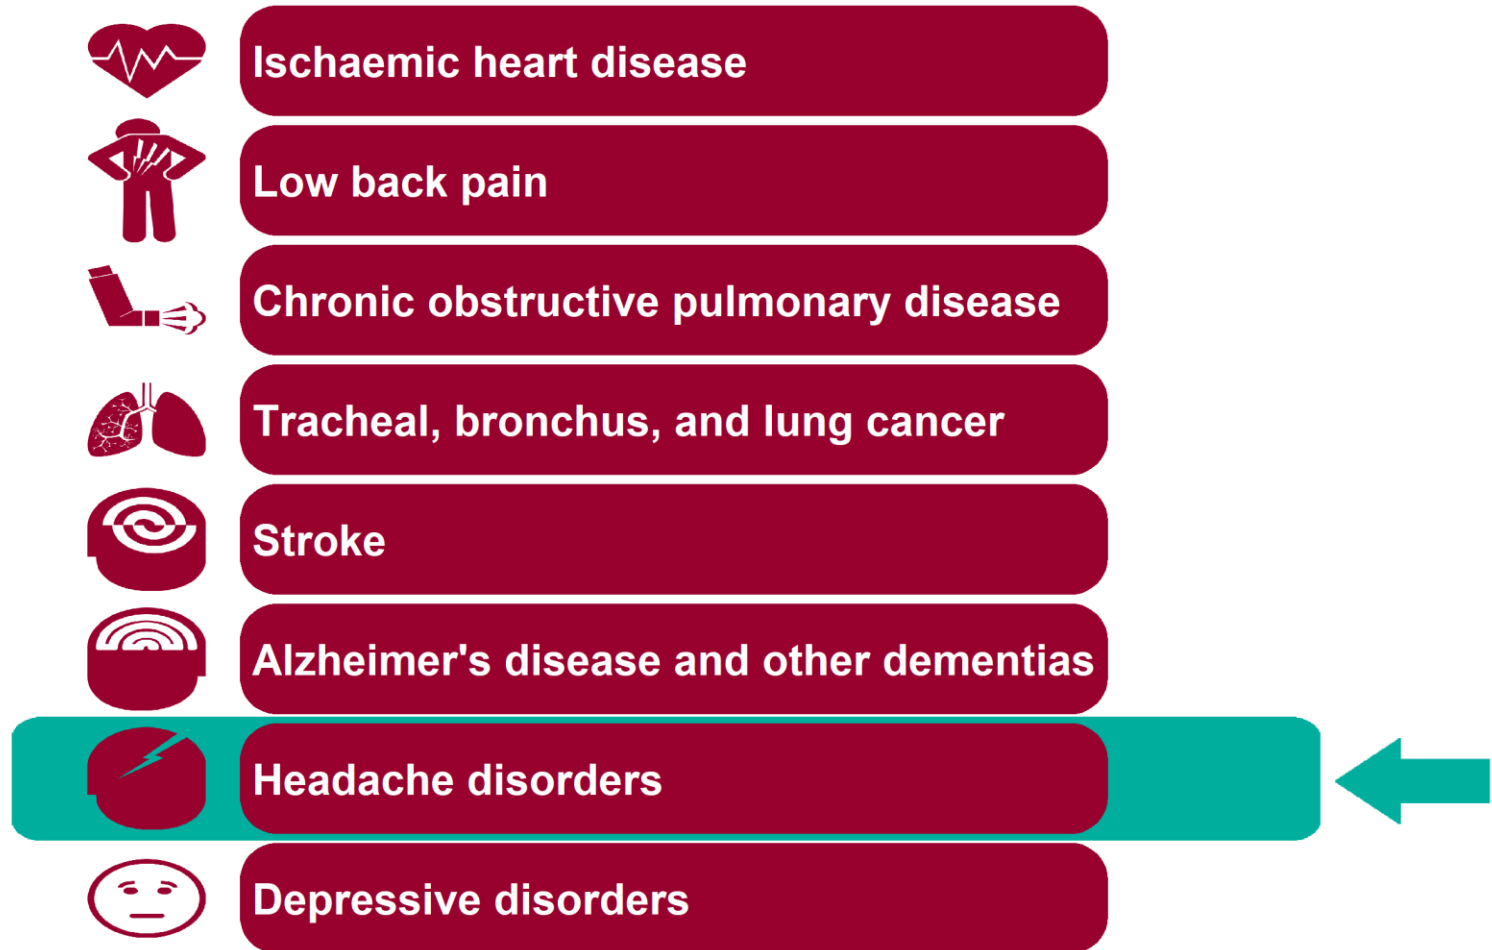 Ischaemic heart disease
Low back pain
Chronic obstructive pulmonary disease
Tracheal, bronchus, and lung cancer
Stroke
Alzheimer's disease and other dementias
Headache disorders
Depressive disorders